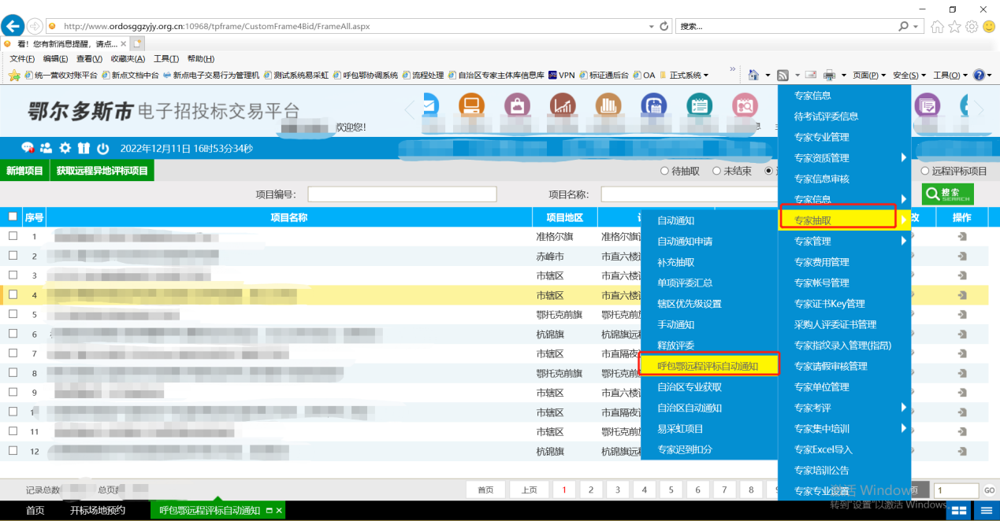 http://www.ordosggzyjy.org.cn:10968/tpframe/CustomFrame4Bid/FrameAll.aspx
搜索...
看！您有新消息提醒，请点...
文件(F) 编辑(E) 查看(V) 收藏夹(A) 工具(T) 帮助(H)
统一营收对账平台 新点文档中台 新点电子交易行为管理机 测试系统易采虹 呼包鄂协调系统 流程处理 自治区专家主体库信息库 VPN 标证通后台 OA 正式系统
页面(P) 安全(S) 工具(O)
鄂尔多斯市 电子招投标交易平台
欢迎您!
2022年12月11日 16时53分34秒
新增项目 获取远程异地评标项目
待抽取 未结束 远程评标项目
项目编号: 项目名称: 搜索 SEARCH
序号 项目名称 项目地区 改 操作
1 准格尔旗 准格尔旗
2 赤峰市 市直六楼
3 市辖区 市直六楼
4 市辖区 市直六楼
5 鄂托克前旗 鄂托克前
6 杭锦旗 杭锦旗远
7 市辖区 市直隔夜
8 鄂托克前旗 鄂托克前
9 市辖区 市直六楼
市辖区 市直隔夜
11 市辖区 鄂托克前
12 杭锦旗 杭锦旗远
自动通知
自动通知申请
补充抽取
单项评委汇总
辖区优先级设置
手动通知
释放评委
呼包鄂远程评标自动通知
自治区专业获取
自治区自动通知
易采虹项目
专家迟到扣分
专家信息
待考试评委信息
专家专业管理
专家资质管理
专家信息审核
专家信息
专家抽取
专家管理
专家费用管理
专家帐号管理
专家证书Key管理
采购人评委证书管理
专家指纹录入管理(指昂)
专家请假审核管理
专家单位管理
专家考评
专家集中培训
专家Excel导入
专家培训公告
专家专业设置
记录总数 总页数 首页 上页 1 2 3 4 5 6 7 8 9 页 1 GO
激活 Windows
转到"设置"以激活 Windows。
首页 开标场地预约 呼包鄂远程评标自动通知